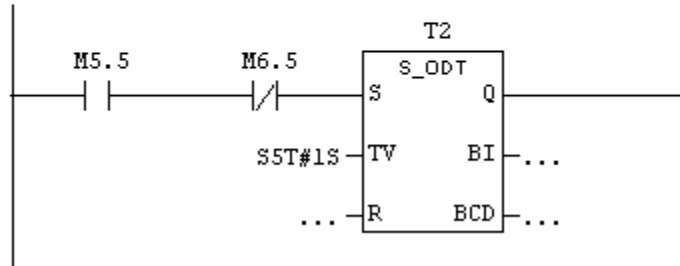 T2
M5.5 M6.5 S_ODT
S Q
S5T#1S TV BI ...
... R BCD ...